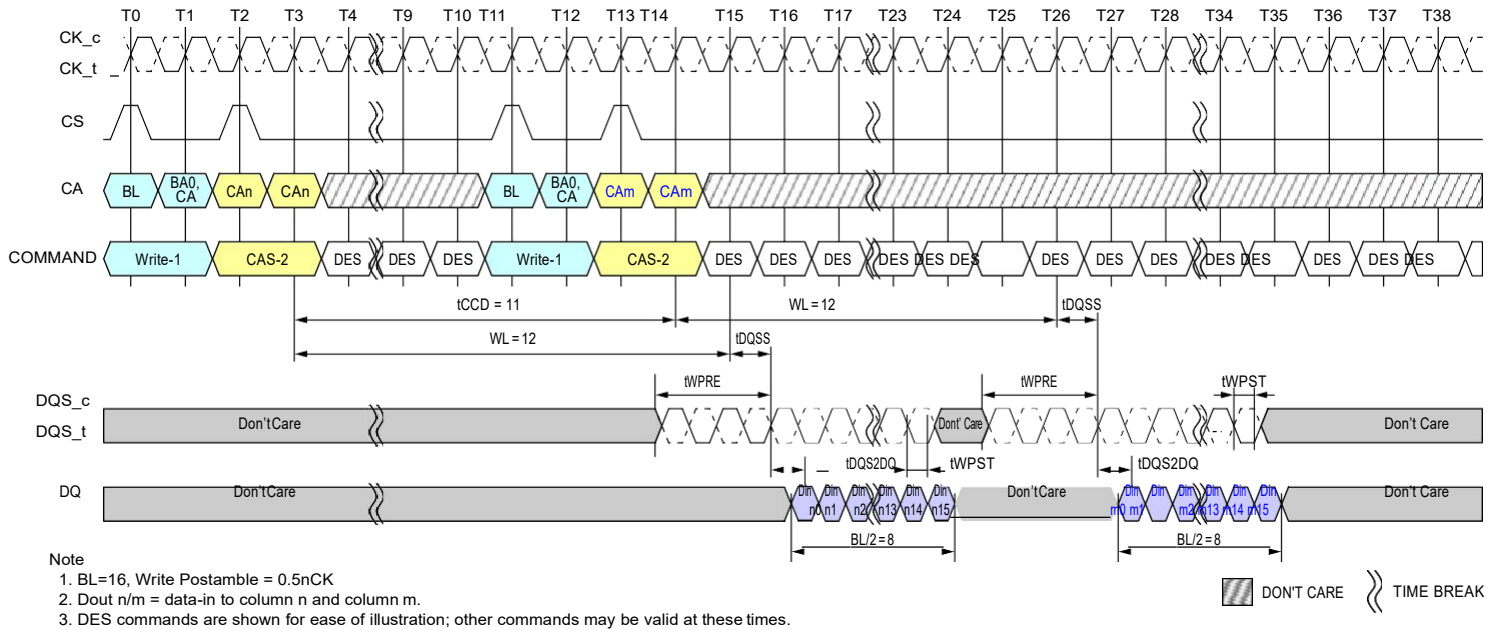 T0 T1 T2 T3 T4 T9 T10 T11 T12 T13 T14 T15 T16 T17 T23 T24 T25 T26 T27 T28 T34 T35 T36 T37 T38
CK_c
CK_t
CS
CA BL BA0, CA CAn CAn BL BA0, CA CAm CAm
COMMAND Write-1 CAS-2 DES DES DES Write-1 CAS-2 DES DES DES DES DES DES DES DES DES DES DES DES DES DES
tCCD = 11 WL = 12 tDQSS
WL = 12 tDQSS
tWPRE tWPRE tWPST
DQS_c
DQS_t
Don't Care Don't Care Don't Care
tDQS2DQ tWPST tDQS2DQ
DQ Don't Care Din n0 Din n1 Din n2 Din n13 Din n14 Din n15 Don't Care Din m0 Din m1 Din m2 Din m13 Din m14 Din m15 Don't Care
BL/2 = 8 BL/2 = 8
Note
1. BL=16, Write Postamble = 0.5nCK
2. Dout n/m = data-in to column n and column m.
3. DES commands are shown for ease of illustration; other commands may be valid at these times.
DON'T CARE TIME BREAK